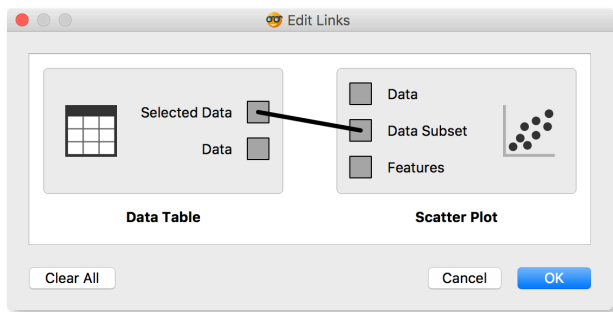 Edit Links
Selected Data
Data
Data Table
Data
Data Subset
Features
Scatter Plot
Clear All
Cancel
OK